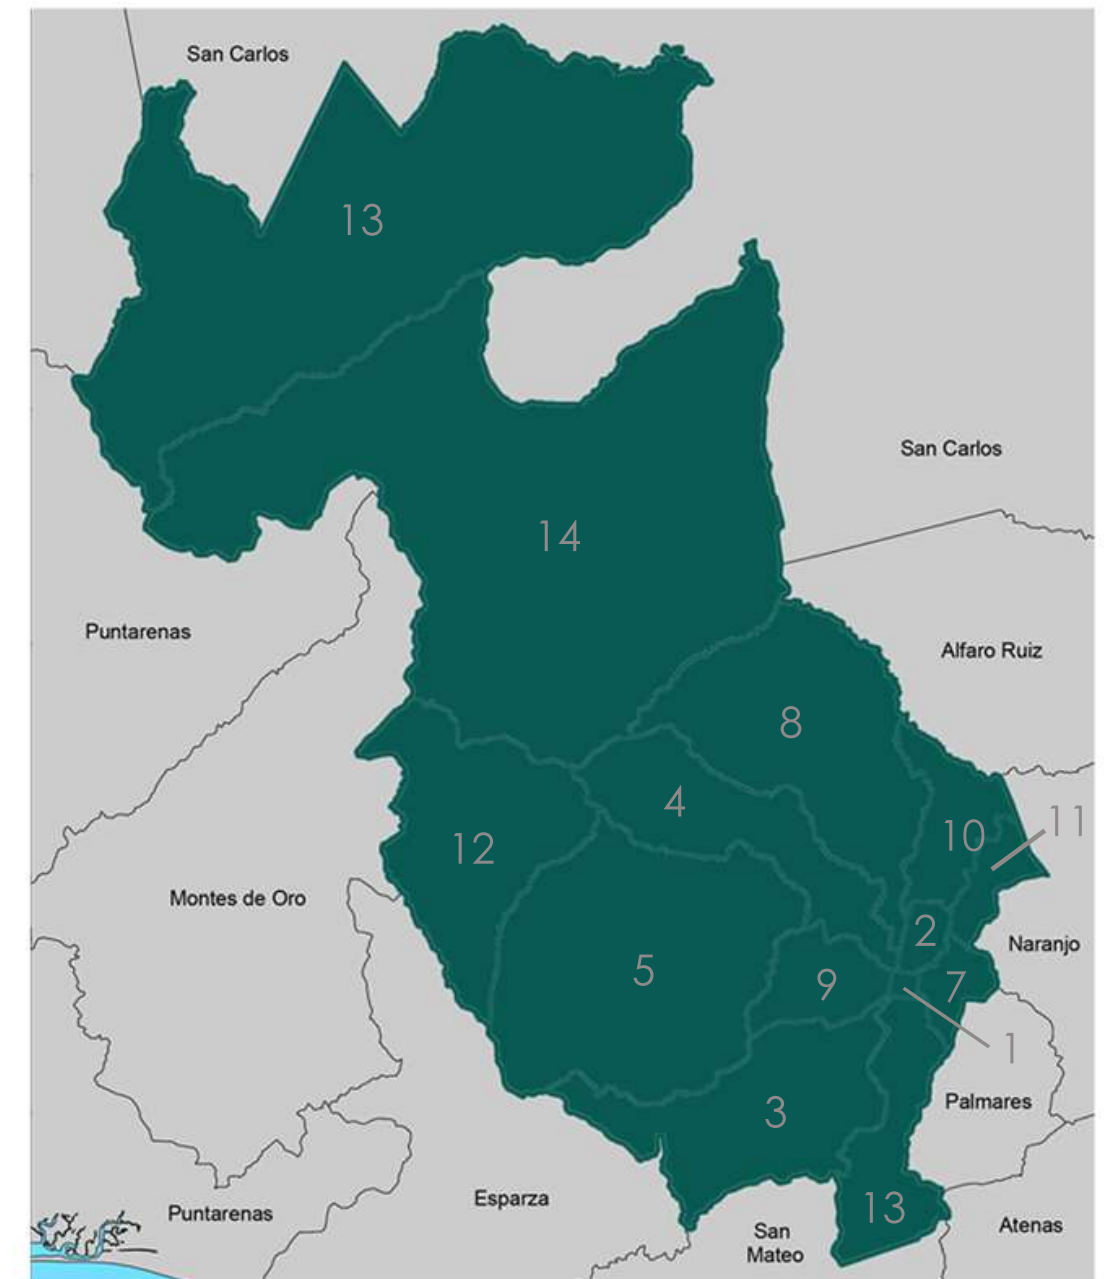 San Carlos
13
San Carlos
14
Puntarenas
Alfaro Ruiz
8
4
11
10
12
Montes de Oro
2
Naranjo
5
9
7
1
Palmares
3
Esparza
13
Puntarenas
San
Mateo
Atenas